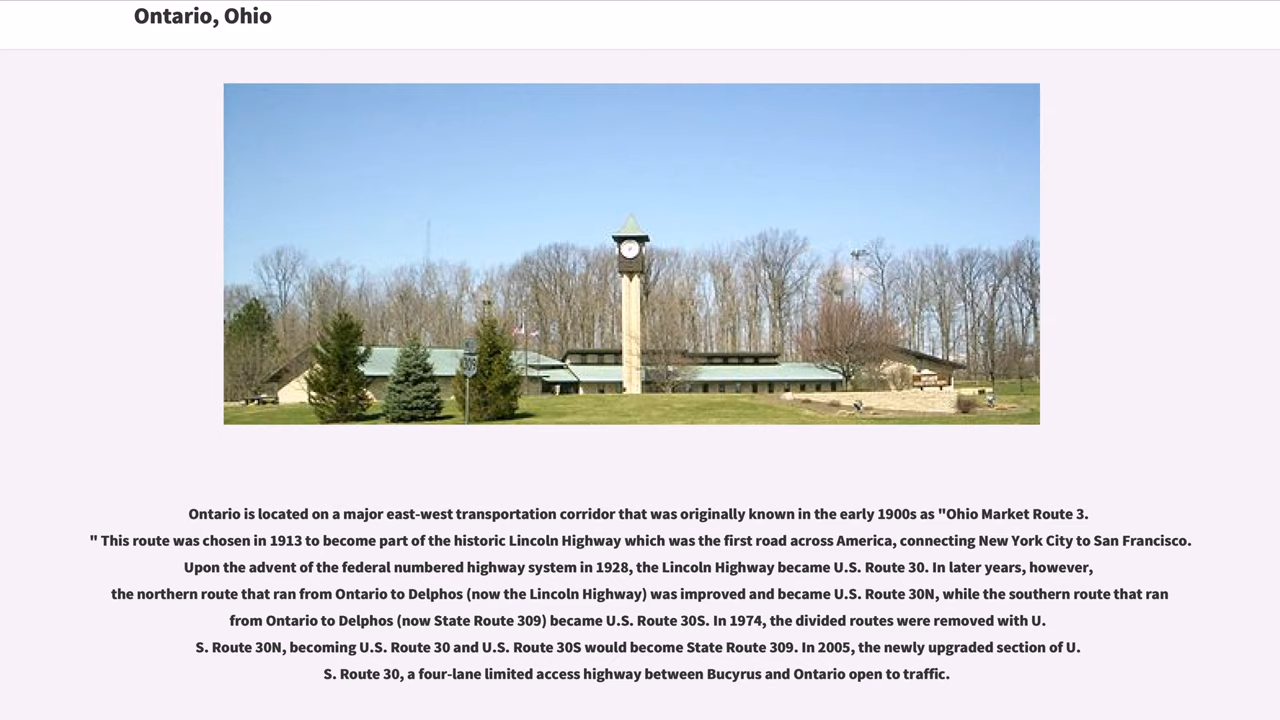 Ontario, Ohio
Ontario is located on a major east-west transportation corridor that was originally known in the early 1900s as "Ohio Market Route 3.
" This route was chosen in 1913 to become part of the historic Lincoln Highway which was the first road across America, connecting New York City to San Francisco.
Upon the advent of the federal numbered highway system in 1928, the Lincoln Highway became U.S. Route 30. In later years, however,
the northern route that ran from Ontario to Delphos (now the Lincoln Highway) was improved and became U.S. Route 30N, while the southern route that ran
from Ontario to Delphos (now State Route 309) became U.S. Route 30S. In 1974, the divided routes were removed with U.
S. Route 30N, becoming U.S. Route 30 and U.S. Route 30S would become State Route 309. In 2005, the newly upgraded section of U.
S. Route 30, a four-lane limited access highway between Bucyrus and Ontario open to traffic.